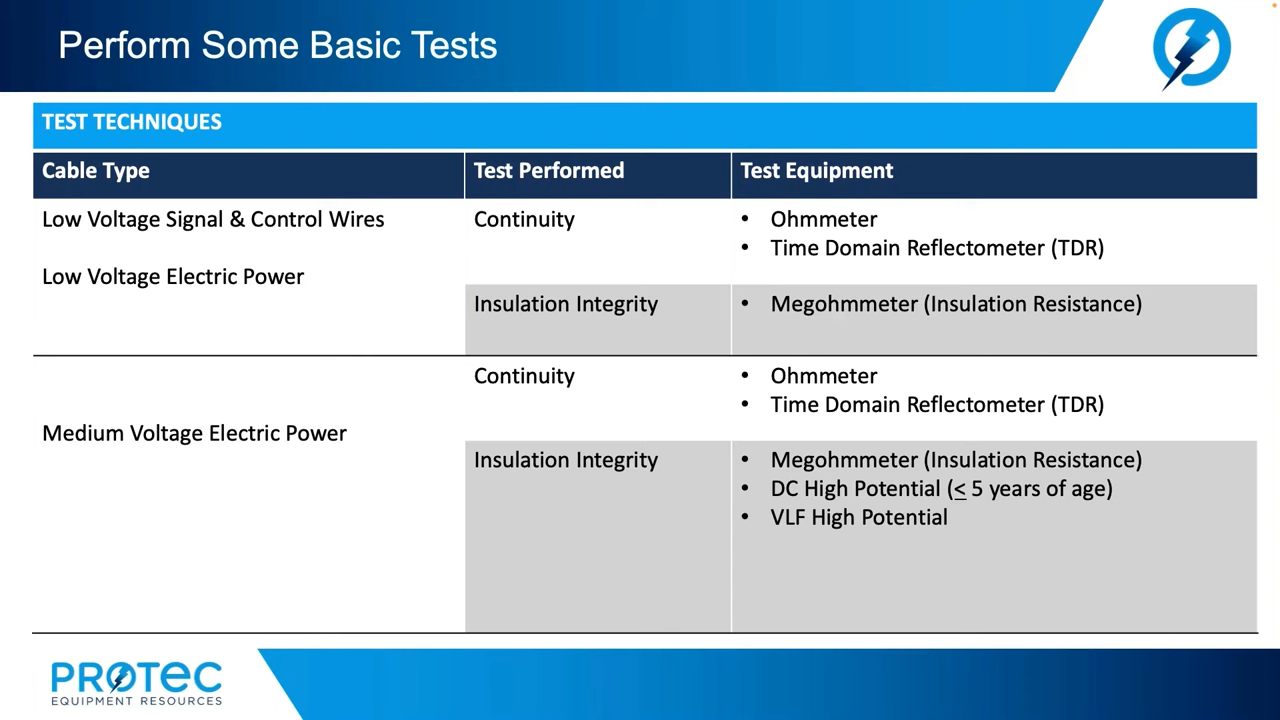 Perform Some Basic Tests
TEST TECHNIQUES
Cable Type
Test Performed
Test Equipment
Low Voltage Signal & Control Wires
Low Voltage Electric Power
Continuity
• Ohmmeter
• Time Domain Reflectometer (TDR)
Insulation Integrity
• Megohmmeter (Insulation Resistance)
Medium Voltage Electric Power
Continuity
• Ohmmeter
• Time Domain Reflectometer (TDR)
Insulation Integrity
• Megohmmeter (Insulation Resistance)
• DC High Potential (≤ 5 years of age)
• VLF High Potential
PROTEC
EQUIPMENT RESOURCES